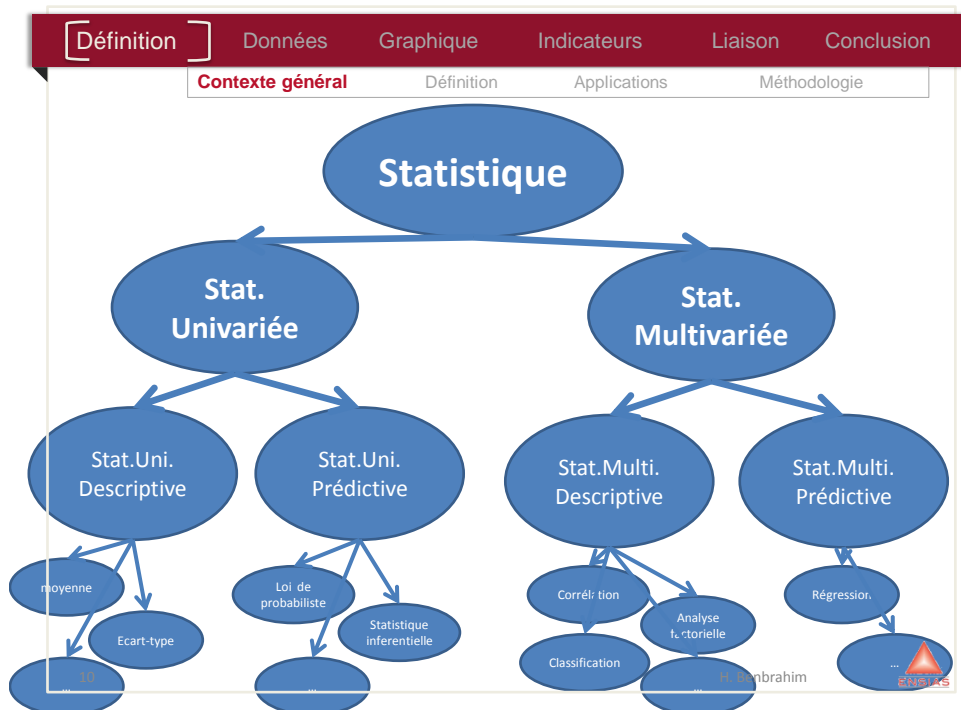 Définition Données Graphique Indicateurs Liaison Conclusion
Contexte général Définition Applications Méthodologie
Statistique
Stat.
Univariée
Stat.
Multivariée
Stat.Uni.
Descriptive
Stat.Uni.
Prédictive
Stat.Multi.
Descriptive
Stat.Multi.
Prédictive
moyenne
Ecart-type
...
Loi de
probabiliste
Statistique
inferentielle
...
Corrélation
Classification
Analyse
factorielle
...
Régression
...
10
H. Benbrahim
ENSIAS